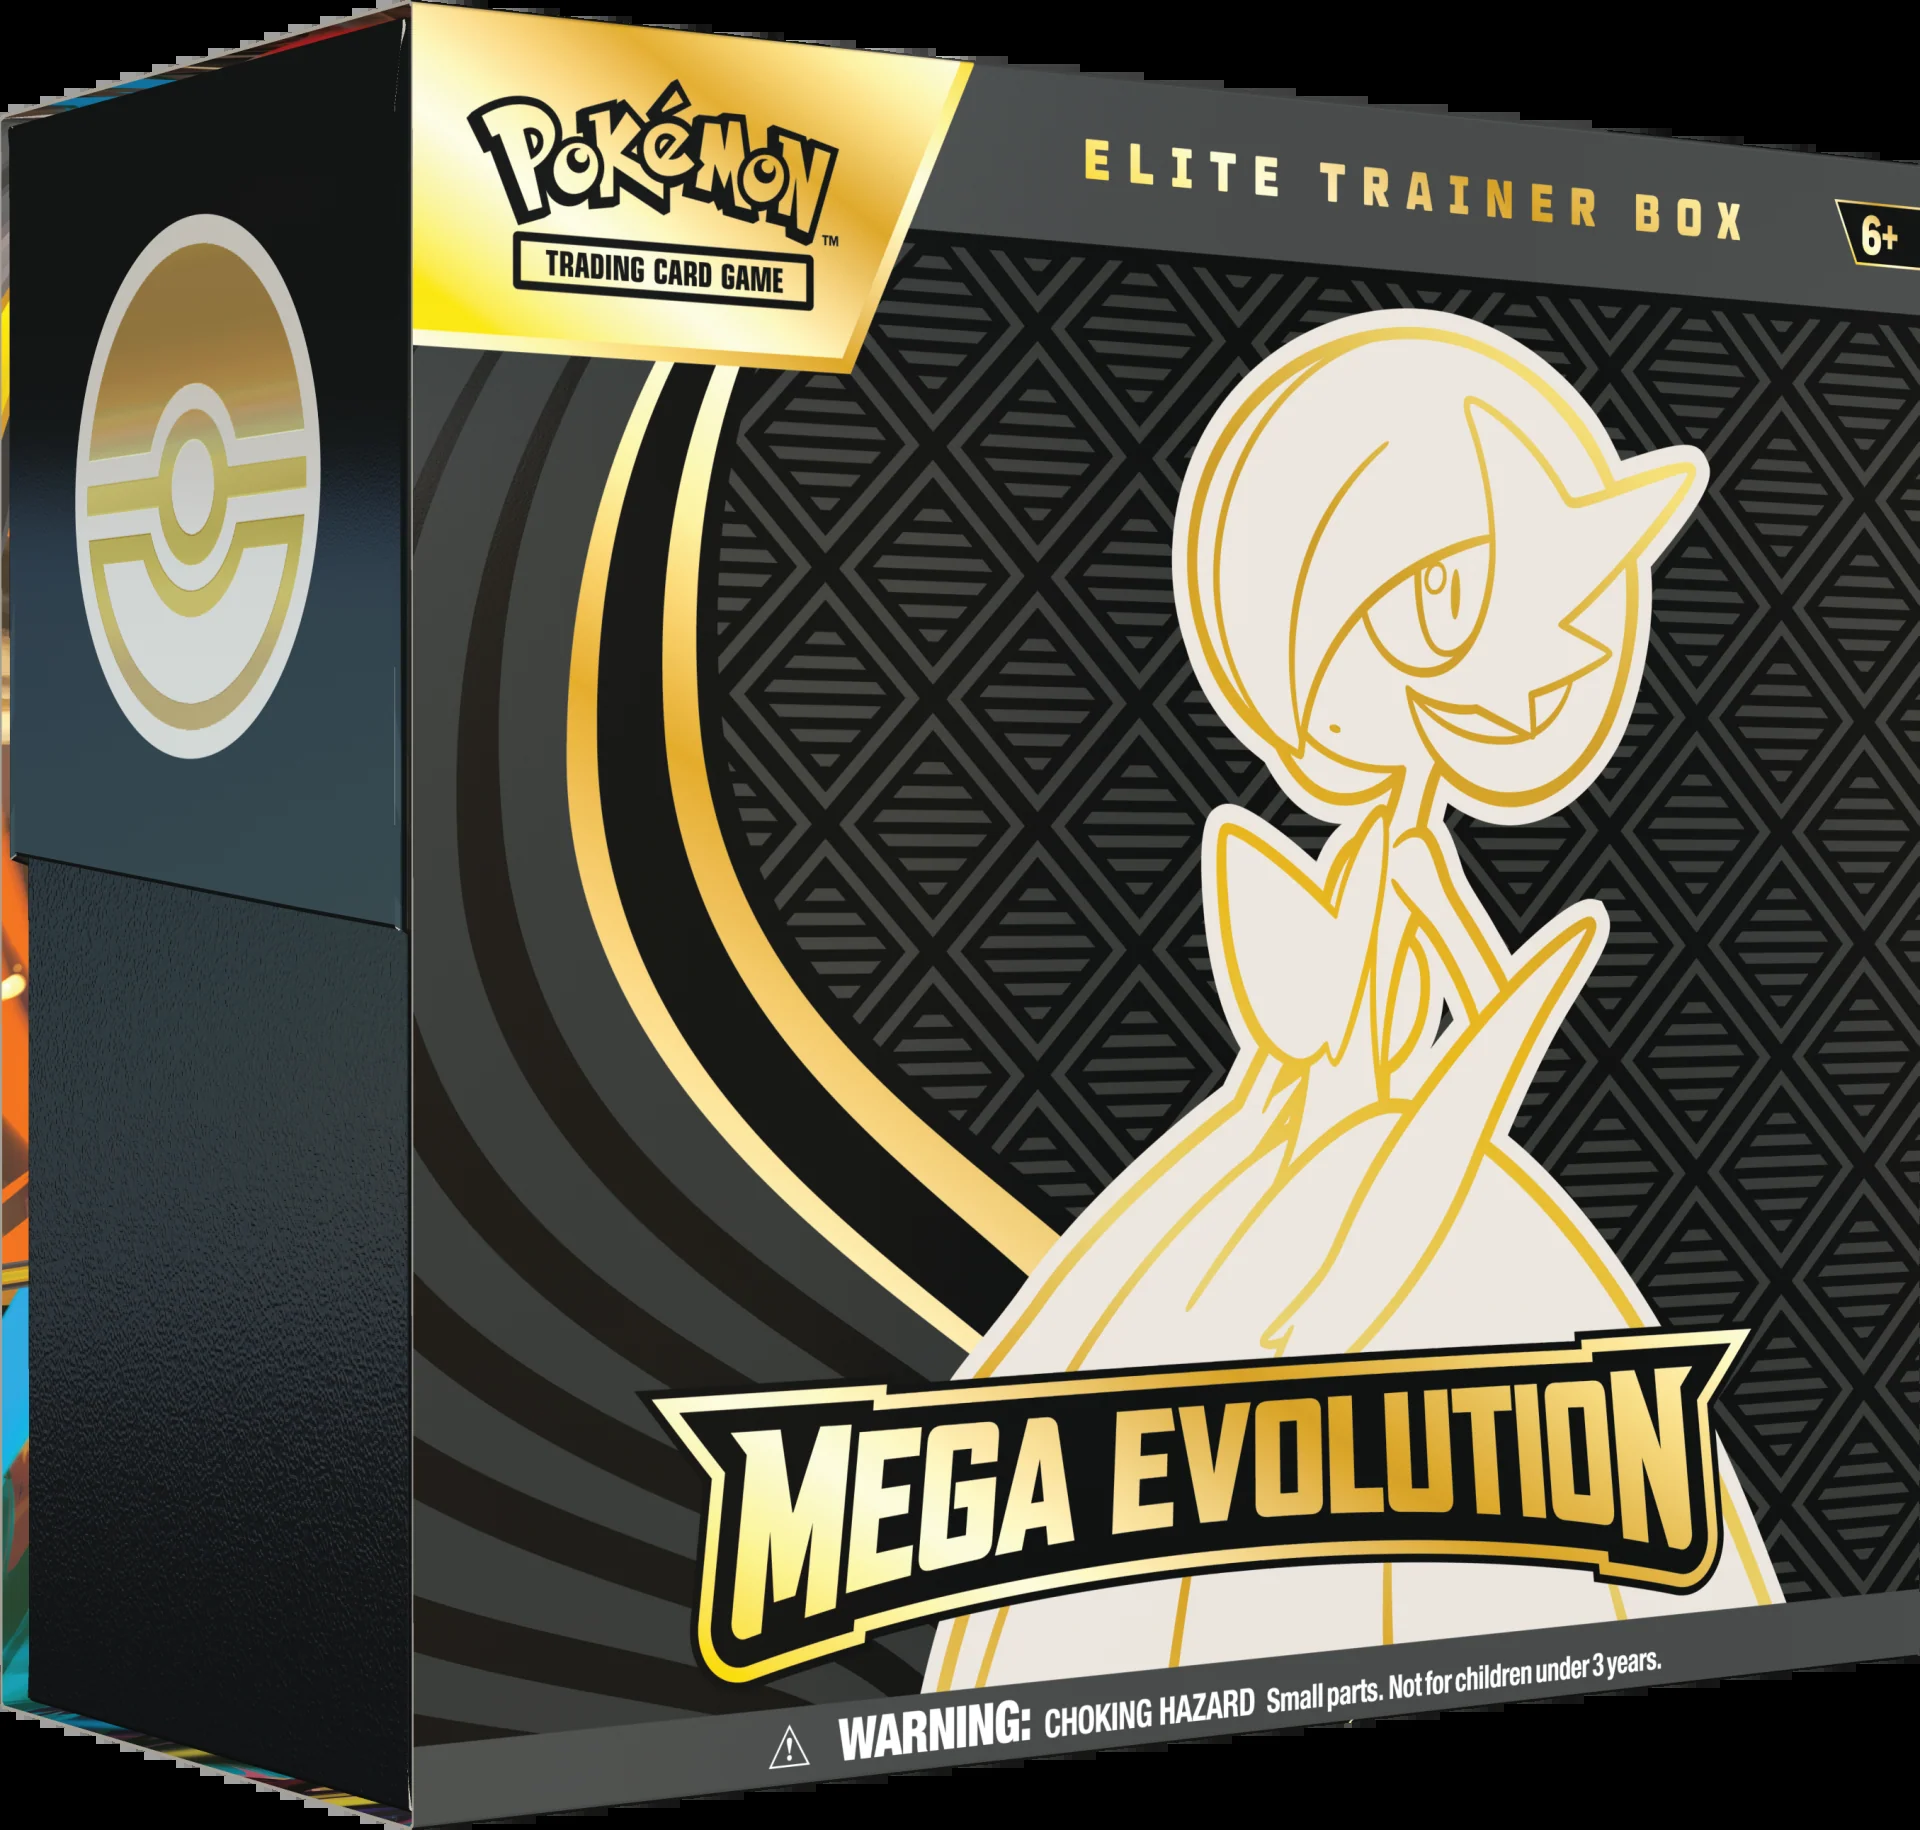 POKéMON™
TRADING CARD GAME
ELITE TRAINER BOX
6+
MEGA EVOLUTION
WARNING: CHOKING HAZARD Small parts. Not for children under 3 years.